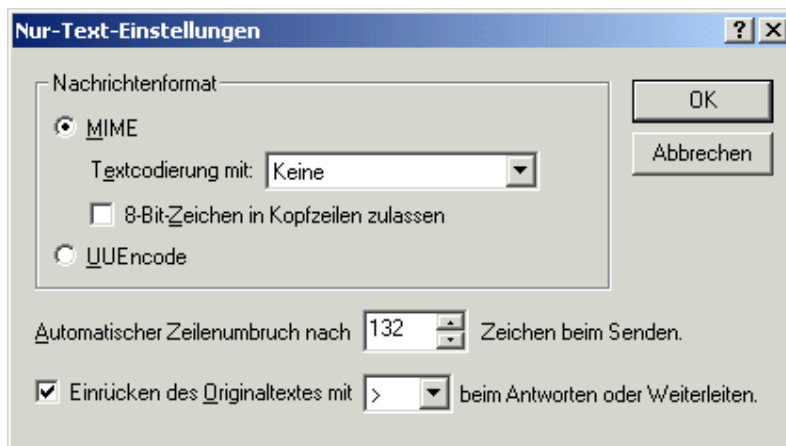 Nur-Text-Einstellungen
Nachrichtenformat
MIME
Textcodierung mit: Keine
8-Bit-Zeichen in Kopfzeilen zulassen
UUEncode
OK
Abbrechen
Automatischer Zeilenumbruch nach 132 Zeichen beim Senden.
Einrücken des Originaltextes mit > beim Antworten oder Weiterleiten.